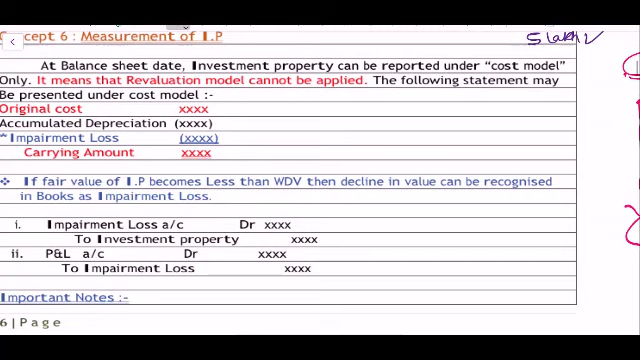 oncept 6 : Measurement of I.P
5 Lakh
At Balance sheet date, Investment property can be reported under “cost model”
Only. It means that Revaluation model cannot be applied. The following statement may
Be presented under cost model :-
Original cost xxxx
Accumulated Depreciation (xxxx)
*Impairment Loss (xxxx)
Carrying Amount xxxx
❖ If fair value of I.P becomes Less than WDV then decline in value can be recognised
in Books as Impairment Loss.
i. Impairment Loss a/c Dr xxxx
To Investment property xxxx
ii. P&L a/c Dr xxxx
To Impairment Loss xxxx
Important Notes :-
6 | Page